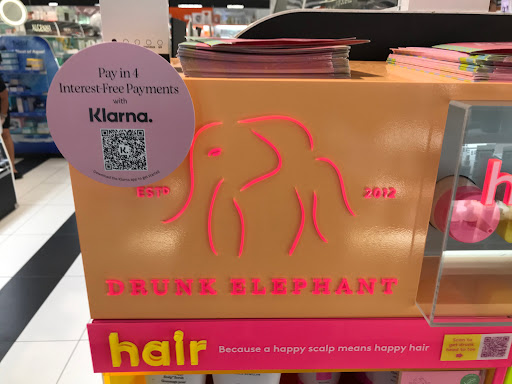 Pay in 4
Interest-Free Payments
with
Klarna.
ESTD
2012
DRUNK ELEPHANT
h
hair
Because a happy scalp means happy hair